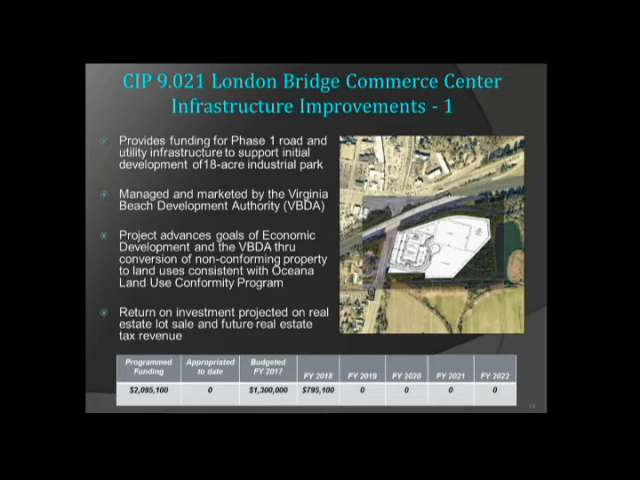 CIP 9.021 London Bridge Commerce Center
Infrastructure Improvements - 1
Provides funding for Phase 1 road and
utility infrastructure to support initial
development of18-acre industrial park
Managed and marketed by the Virginia
Beach Development Authority (VBDA)
Project advances goals of Economic
Development and the VBDA thru
conversion of non-conforming property
to land uses consistent with Oceana
Land Use Conformity Program
Return on investment projected on real
estate lot sale and future real estate
tax revenue
Programmed Funding Appropriated to date Budgeted FY 2017 FY 2018 FY 2019 FY 2020 FY 2021 FY 2022
$2,095,100 0 $1,300,000 $795,100 0 0 0 0